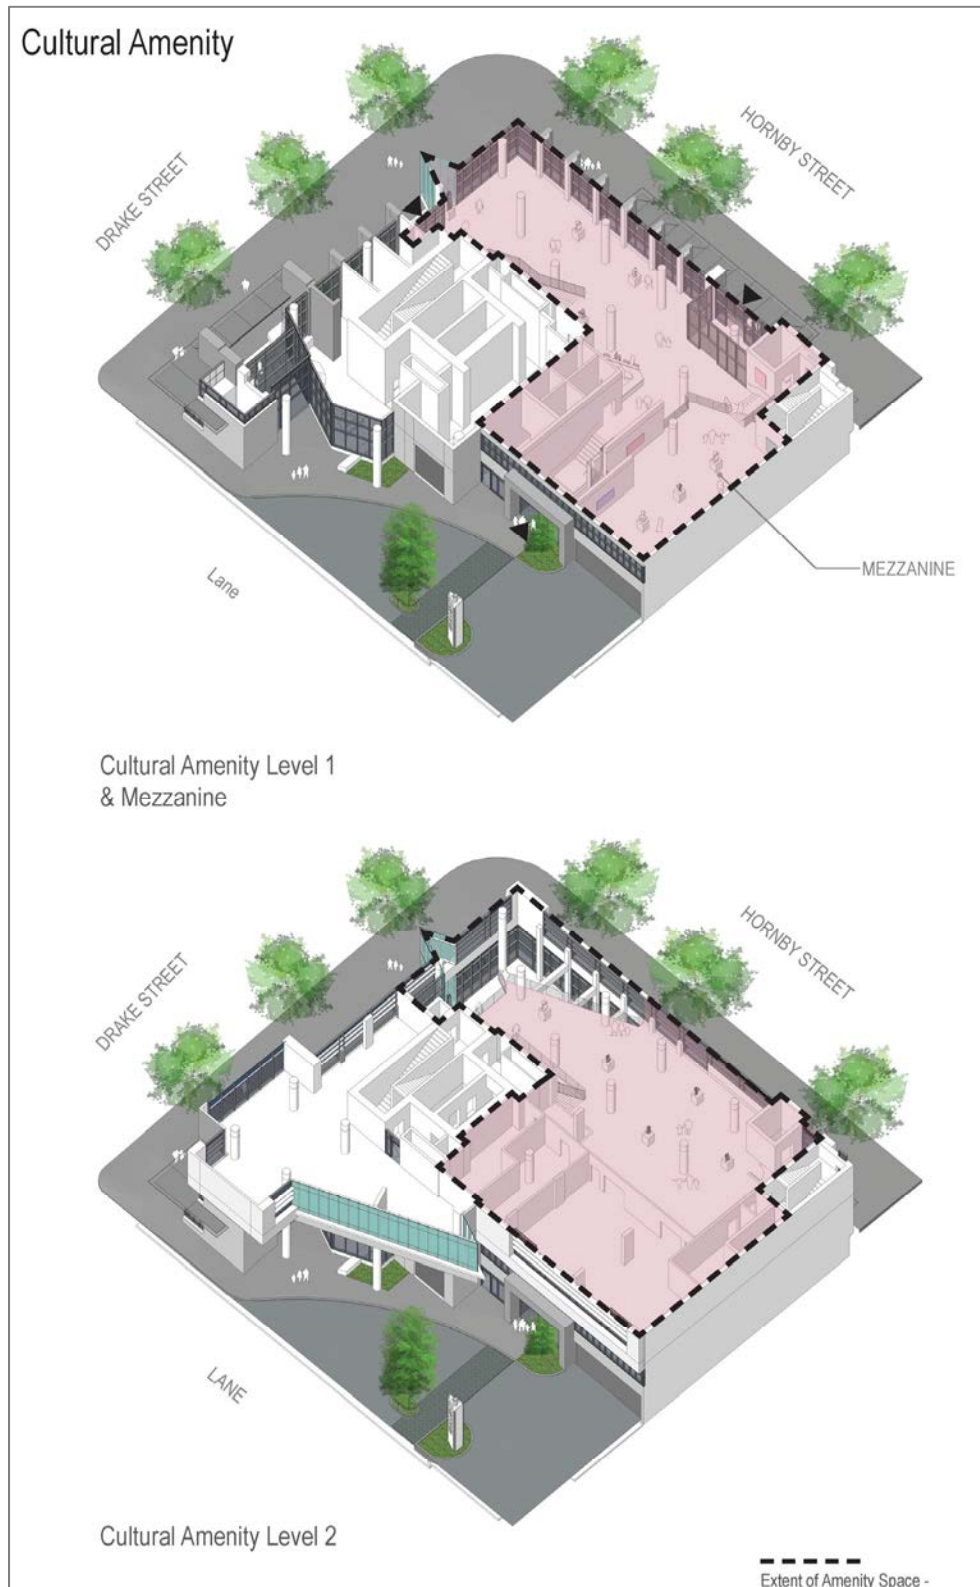 Cultural Amenity
DRAKE STREET
HORNBY STREET
MEZZANINE
Lane
Cultural Amenity Level 1
& Mezzanine
DRAKE STREET
HORNBY STREET
LANE
Cultural Amenity Level 2
Extent of Amenity Space -